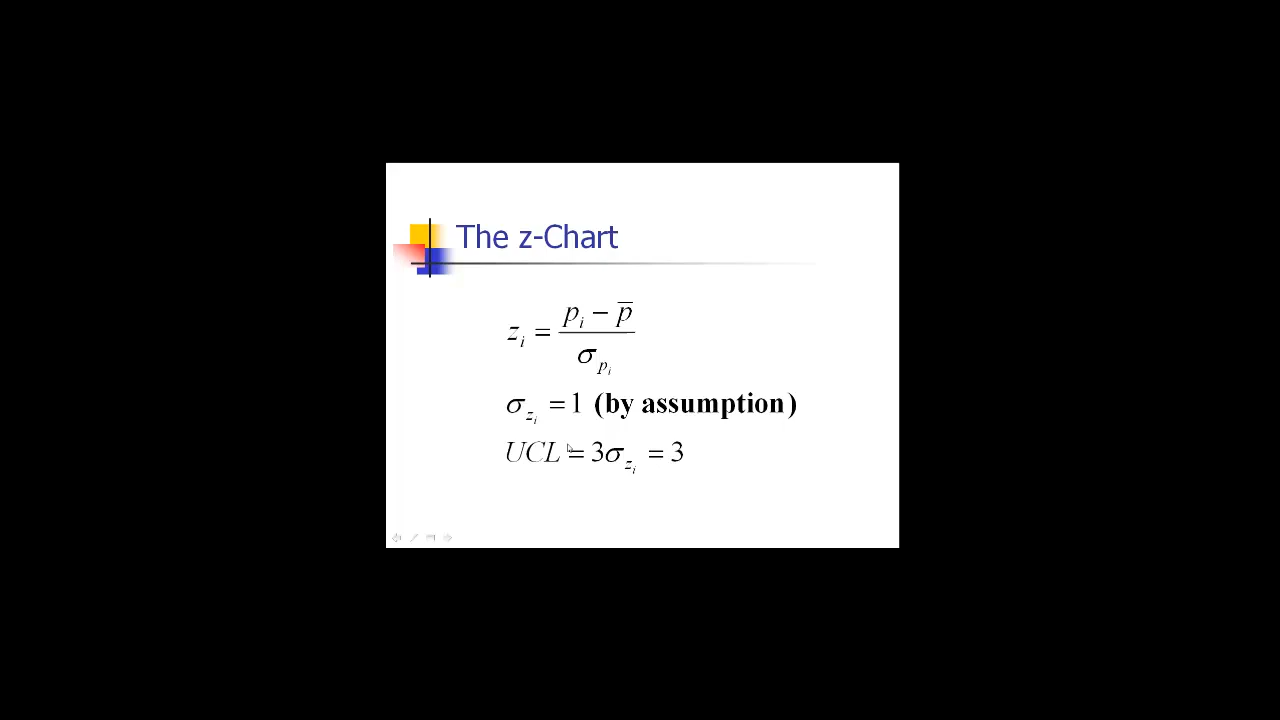 The z-Chart
z_i = (p_i − p̅) / σ_{p_i}
σ_{z_i} = 1 (by assumption)
UCL = 3σ_{z_i} = 3